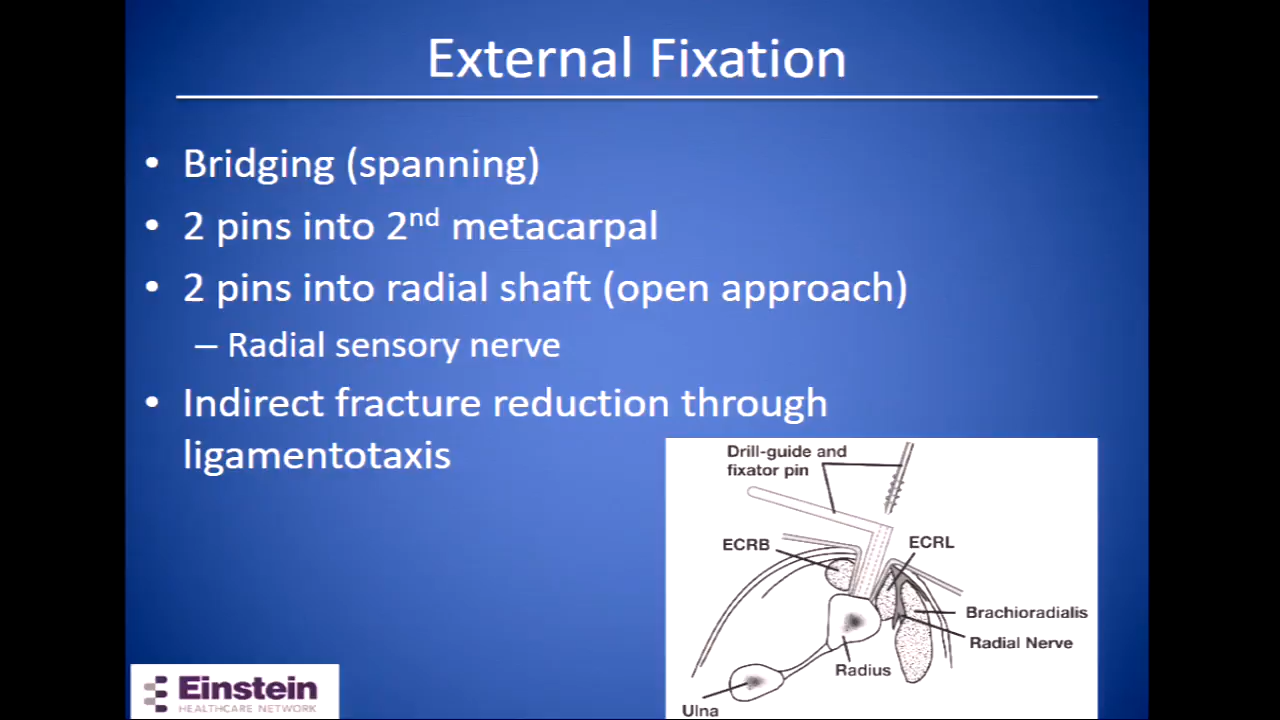 External Fixation
• Bridging (spanning)
• 2 pins into 2nd metacarpal
• 2 pins into radial shaft (open approach)
– Radial sensory nerve
• Indirect fracture reduction through
ligamentotaxis
Drill-guide and
fixator pin
ECRB
ECRL
Brachioradialis
Radial Nerve
Radius
Ulna
Einstein
HEALTHCARE NETWORK